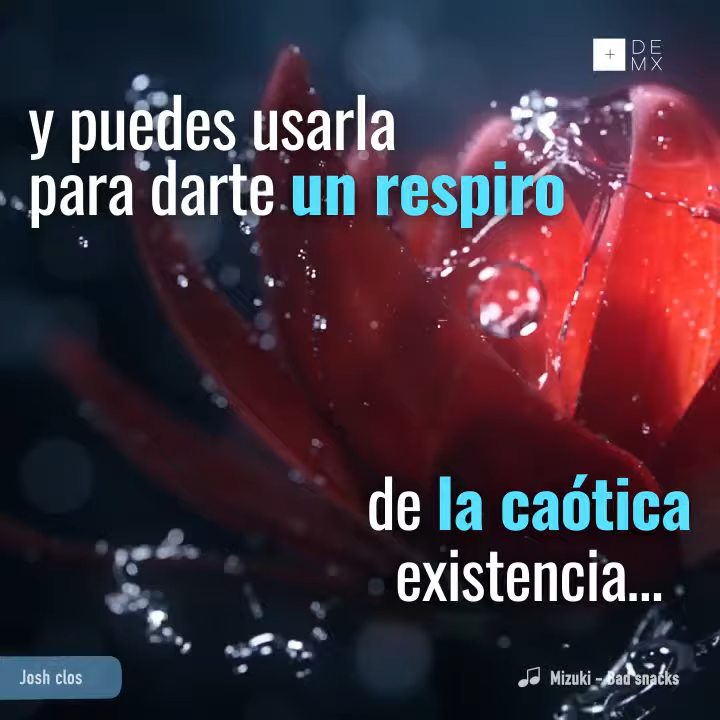 + DE
MX
y puedes usarla
para darte un respiro
de la caótica
existencia...
Josh clos
Mizuki - Bad snacks